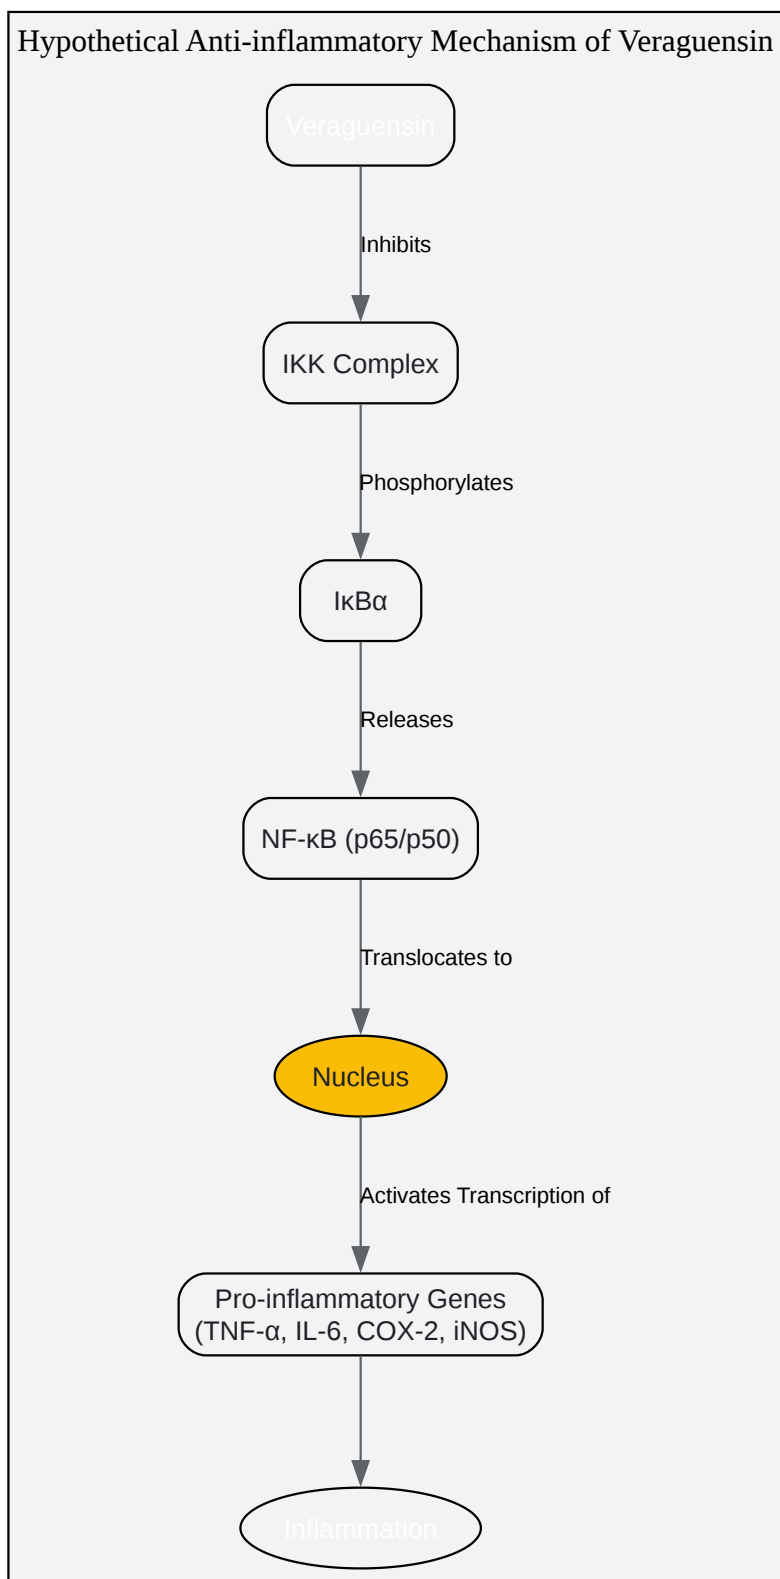 Hypothetical Anti-inflammatory Mechanism of Veraguensin
Veraguensin
Inhibits
IKK Complex
Phosphorylates
IκBα
Releases
NF-κB (p65/p50)
Translocates to
Nucleus
Activates Transcription of
Pro-inflammatory Genes
(TNF-α, IL-6, COX-2, iNOS)
Inflammation